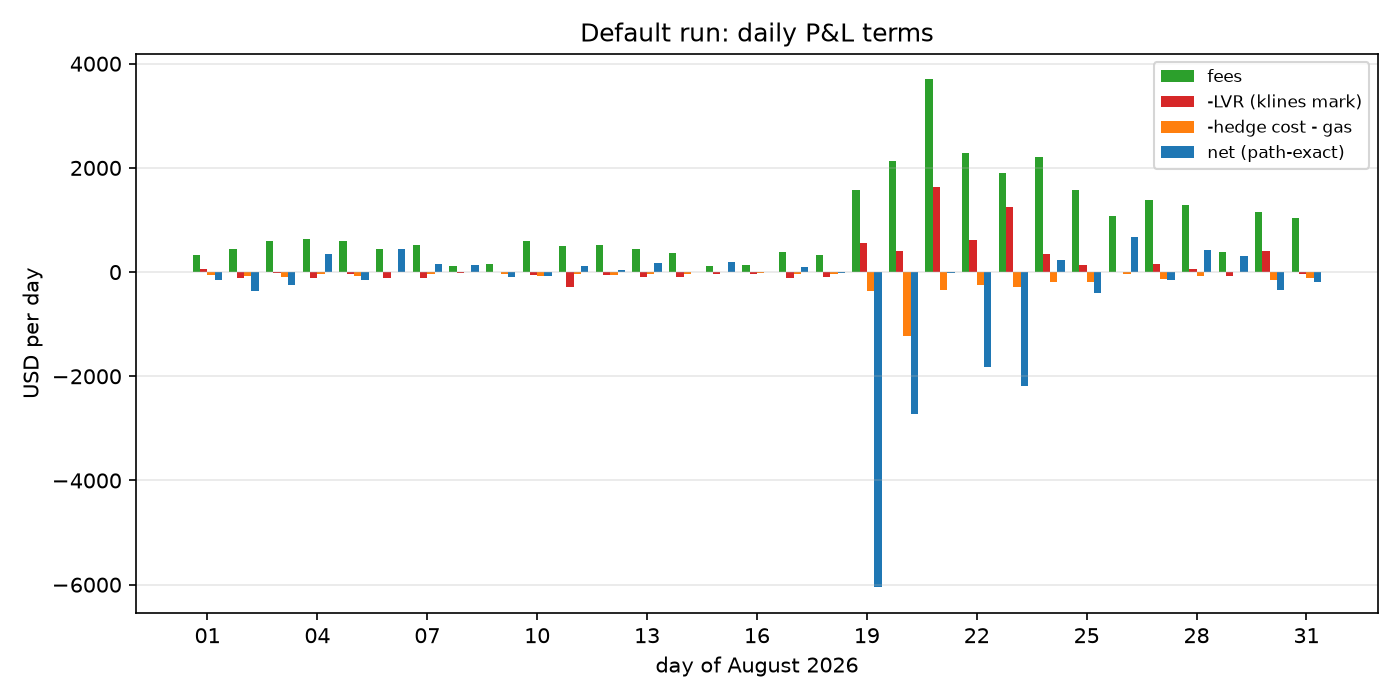 Default run: daily P&L terms
fees
-LVR (klines mark)
-hedge cost - gas
net (path-exact)
4000
2000
0
−2000
−4000
−6000
USD per day
01 04 07 10 13 16 19 22 25 28 31
day of August 2026